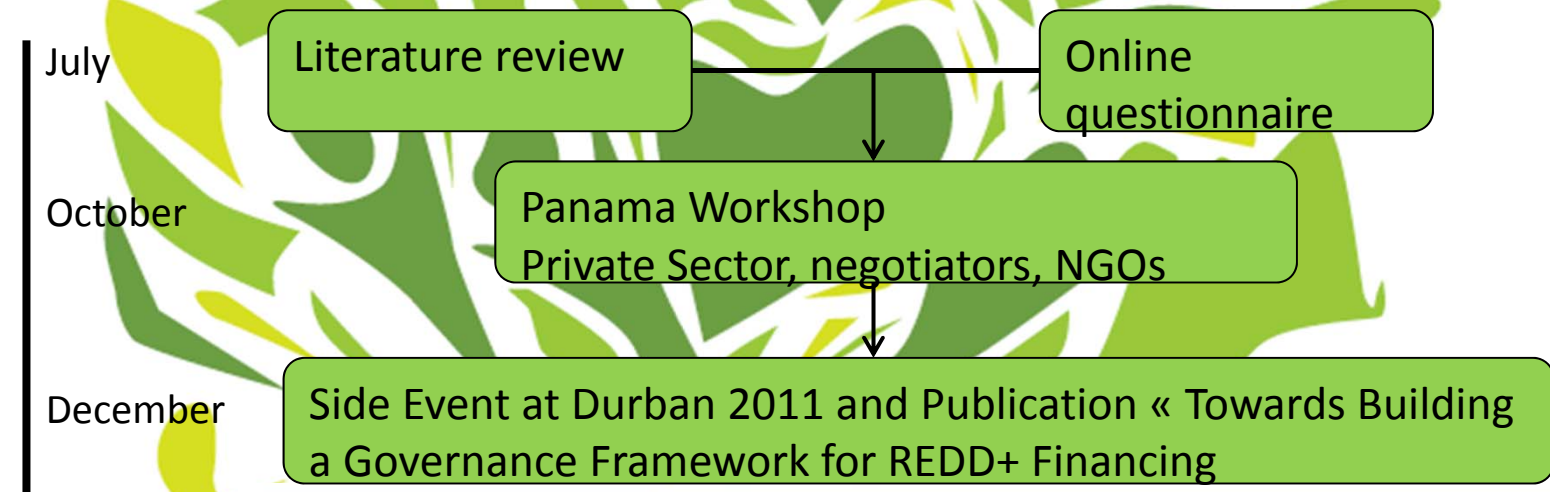 July
Literature review
Online
questionnaire
October
Panama Workshop
Private Sector, negotiators, NGOs
December
Side Event at Durban 2011 and Publication « Towards Building
a Governance Framework for REDD+ Financing